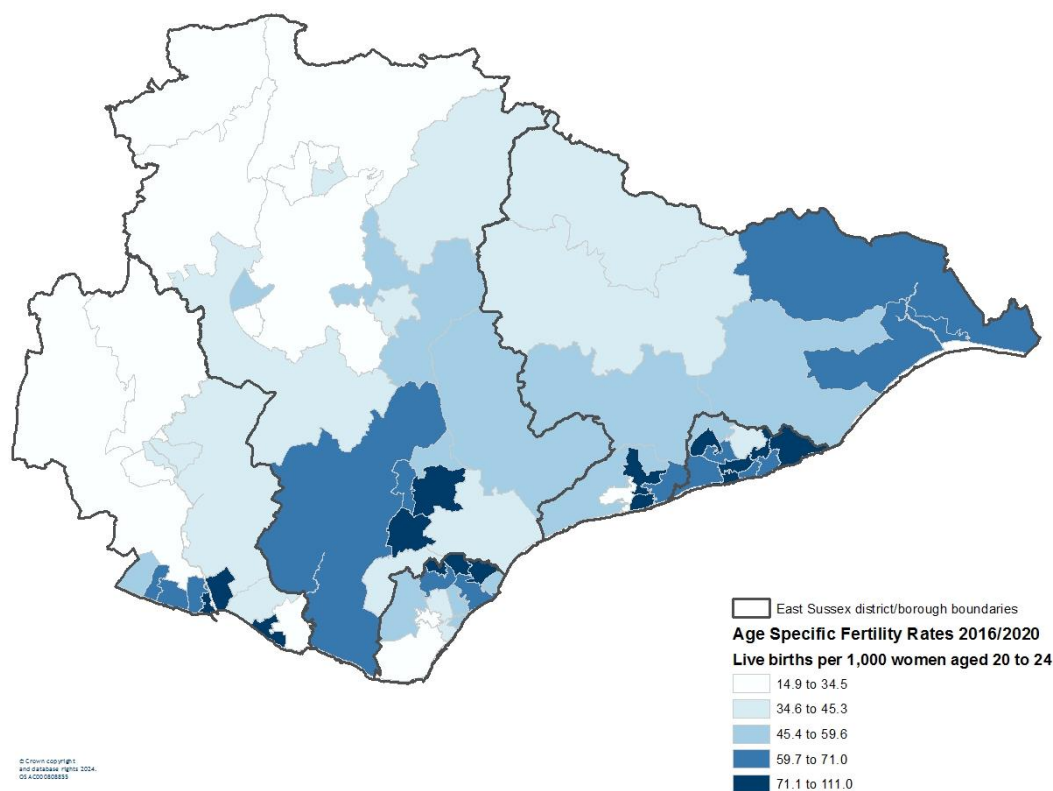 East Sussex district/borough boundaries
Age Specific Fertility Rates 2016/2020
Live births per 1,000 women aged 20 to 24
14.9 to 34.5
34.6 to 45.3
45.4 to 59.6
59.7 to 71.0
71.1 to 111.0
© Crown copyright
and database rights 2024.
OS AC0000808855